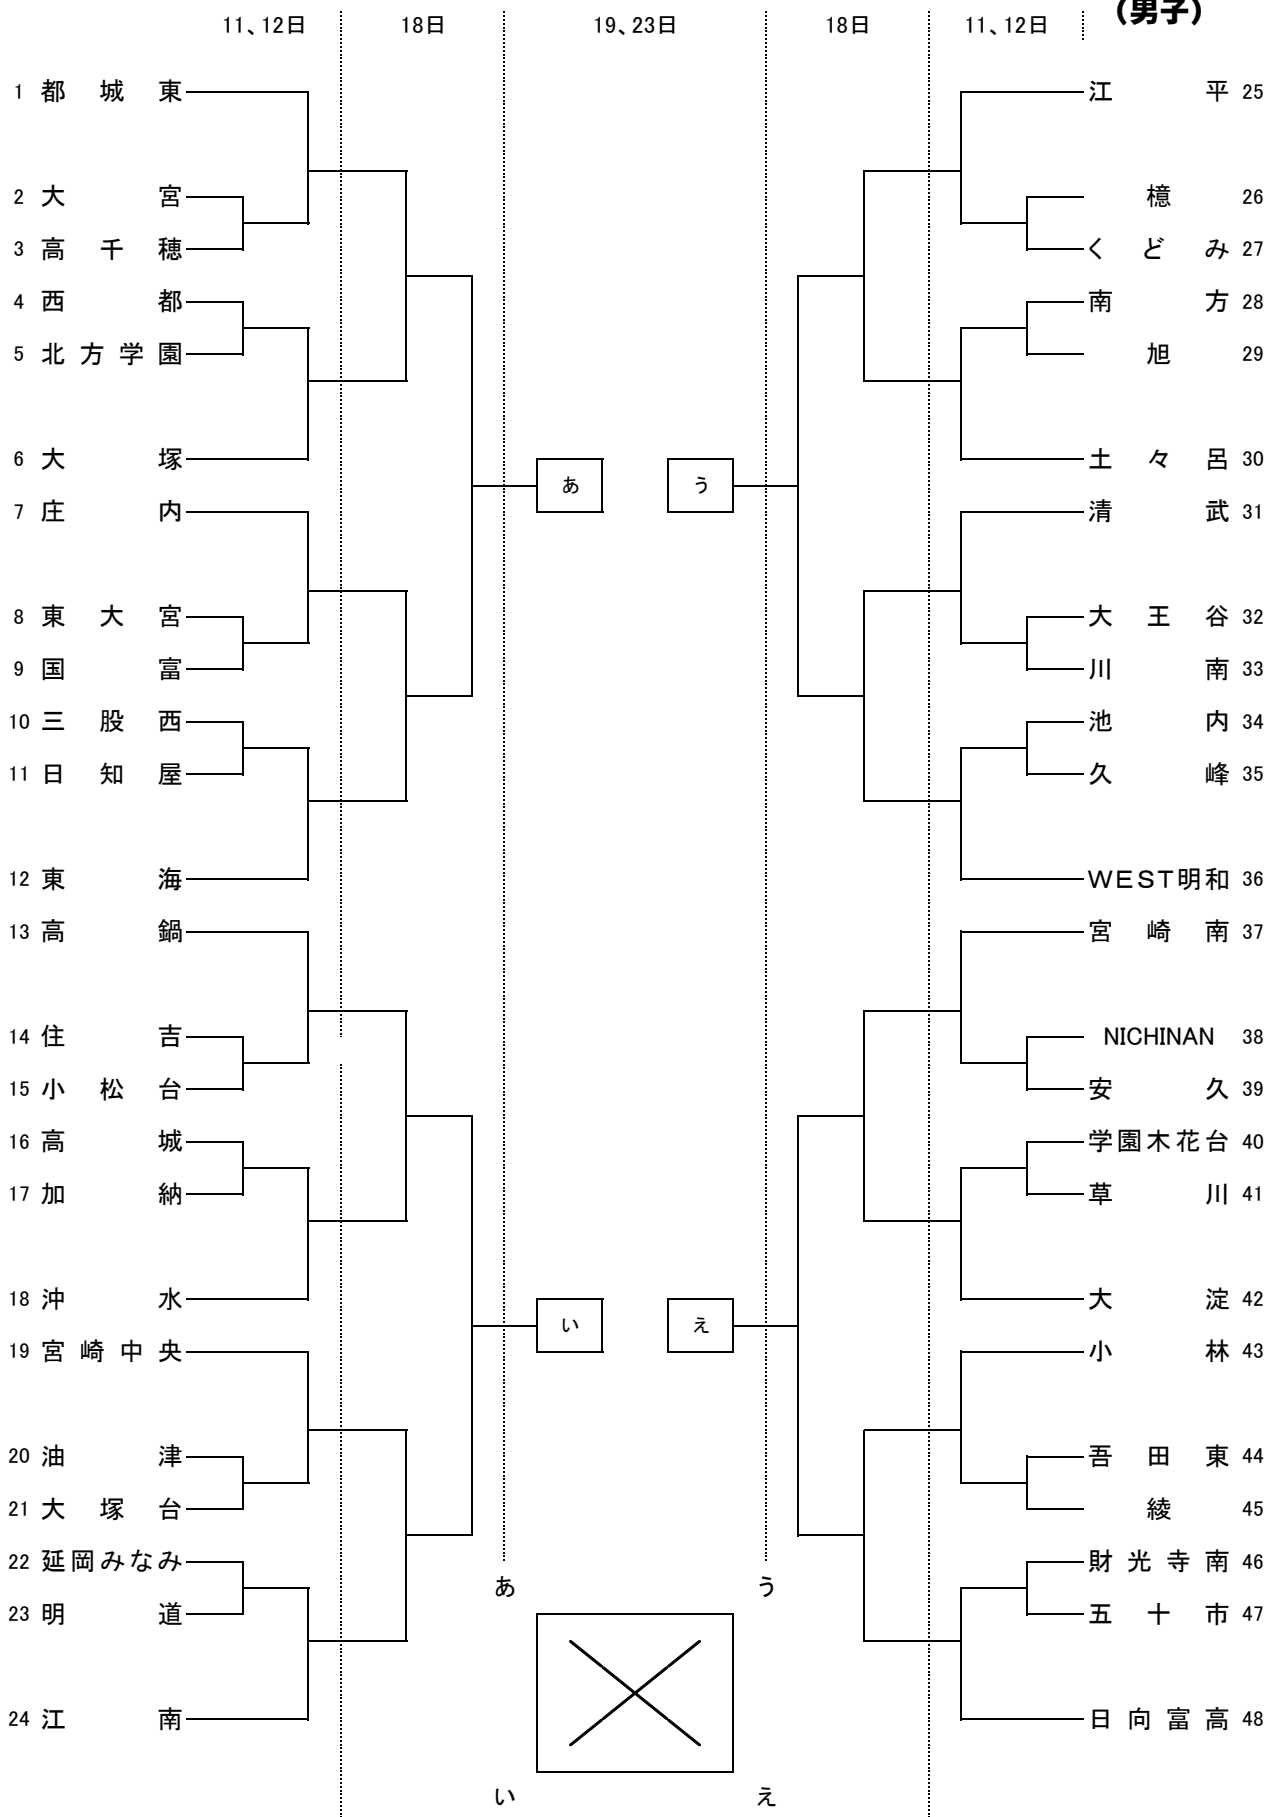 (男子)
11、12日 18日 19、23日 18日 11、12日
1 都城東 江平 25
2 大宮 檍 26
3 高千穂 くどみ 27
4 西都 南方 28
5 北方学園 旭 29
6 大塚 土々呂 30
あ う
7 庄内 清武 31
8 東大宮 大王谷 32
9 国富 川南 33
10 三股西 池内 34
11 日知屋 久峰 35
12 東海 WEST明和 36
13 高鍋 宮崎南 37
14 住吉 NICHINAN 38
15 小松台 安久 39
16 高城 学園木花台 40
17 加納 草川 41
18 沖水 大淀 42
い え
19 宮崎中央 小林 43
20 油津 吾田東 44
21 大塚台 綾 45
22 延岡みなみ 財光寺南 46
あ う
23 明道 五十市 47
24 江南 日向富高 48
い え